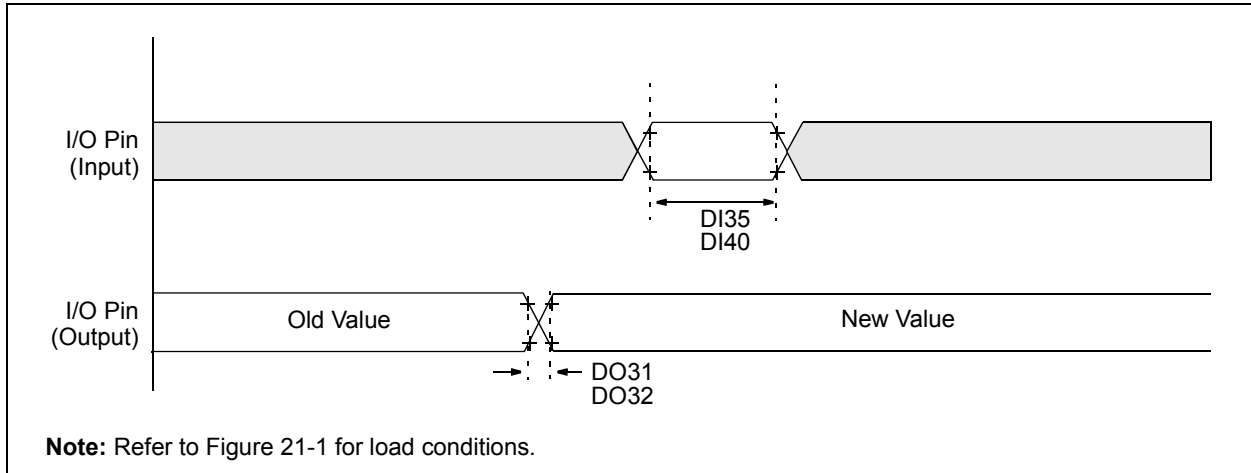 I/O Pin
(Input)
DI35
DI40
I/O Pin
(Output)
Old Value
New Value
DO31
DO32
Note: Refer to Figure 21-1 for load conditions.